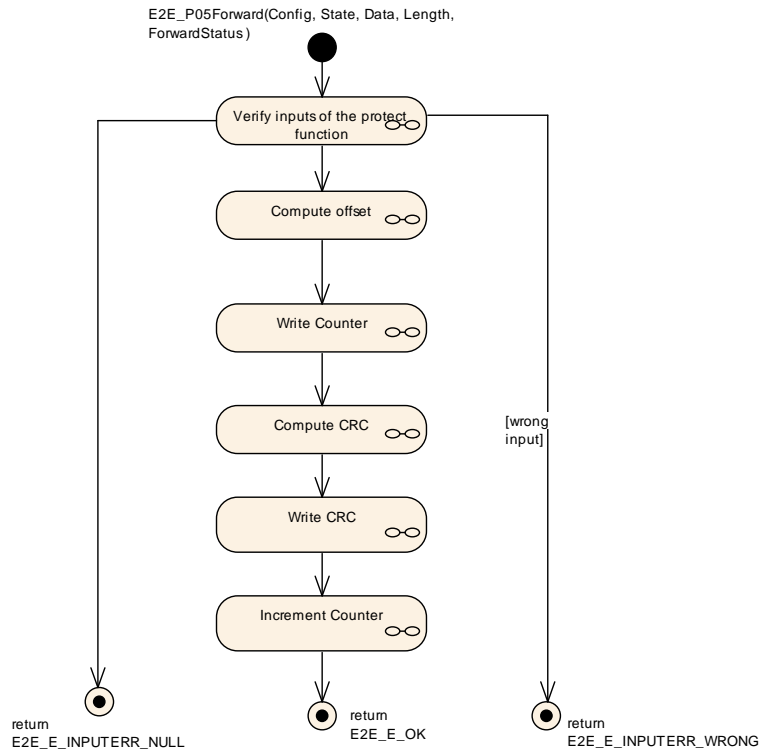 E2E_P05Forward(Config, State, Data, Length,
ForwardStatus )
Verify inputs of the protect
function
Compute offset
Write Counter
Compute CRC
[wrong
input]
Write CRC
Increment Counter
return
E2E_E_INPUTERR_NULL
return
E2E_E_OK
return
E2E_E_INPUTERR_WRONG